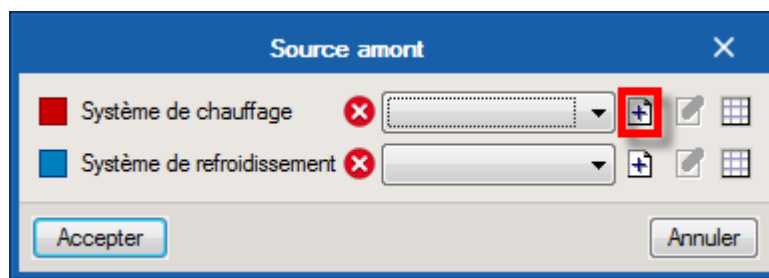 Source amont
Système de chauffage
Système de refroidissement
Accepter Annuler